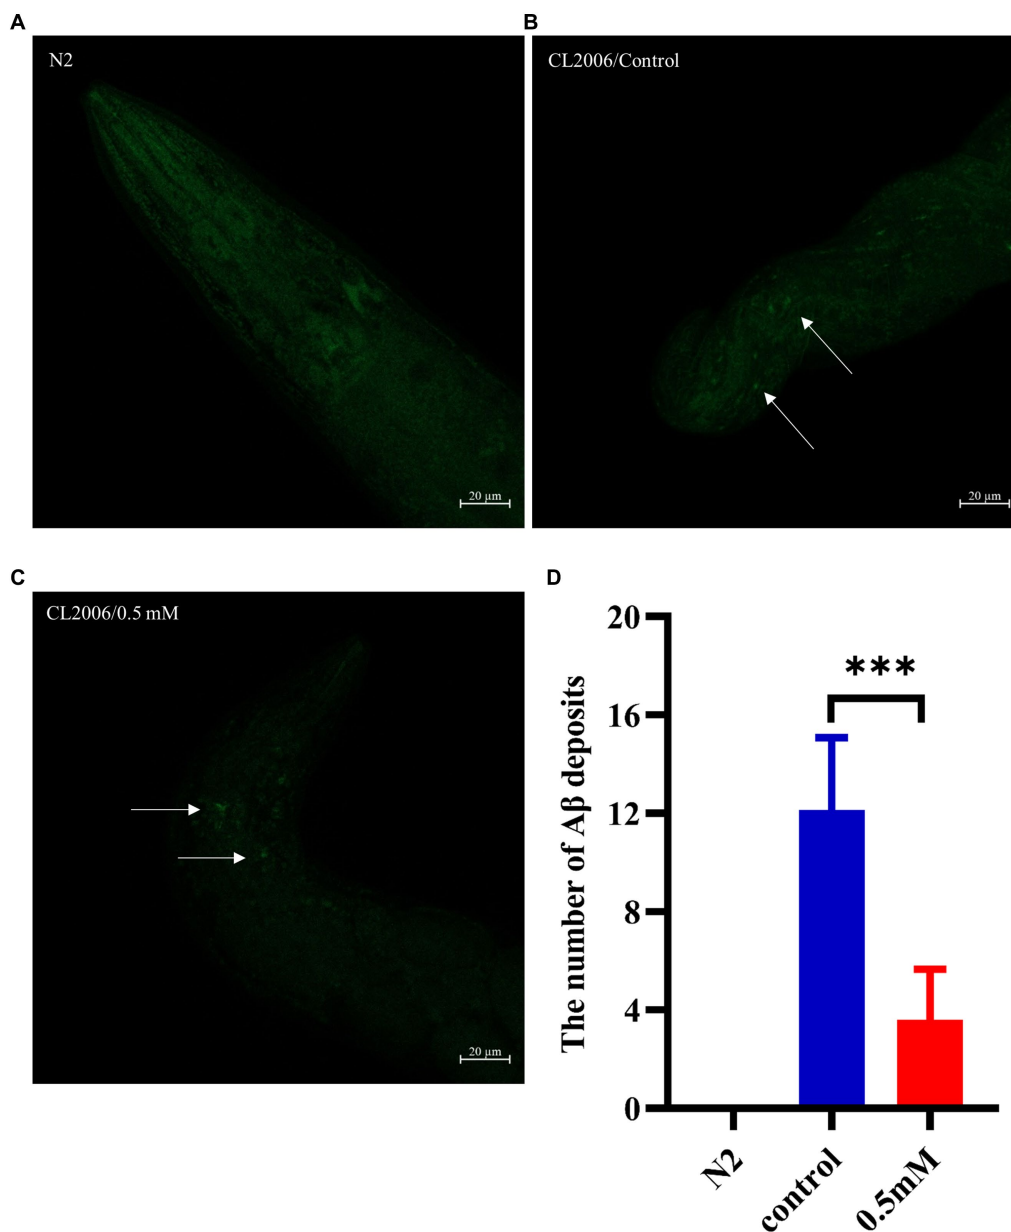 A
B
N2
CL2006/Control
20 µm
20 µm
C
D
CL2006/0.5 mM
20 µm
The number of Aβ deposits
20
16
12
8
4
0
***
N2
control
0.5mM